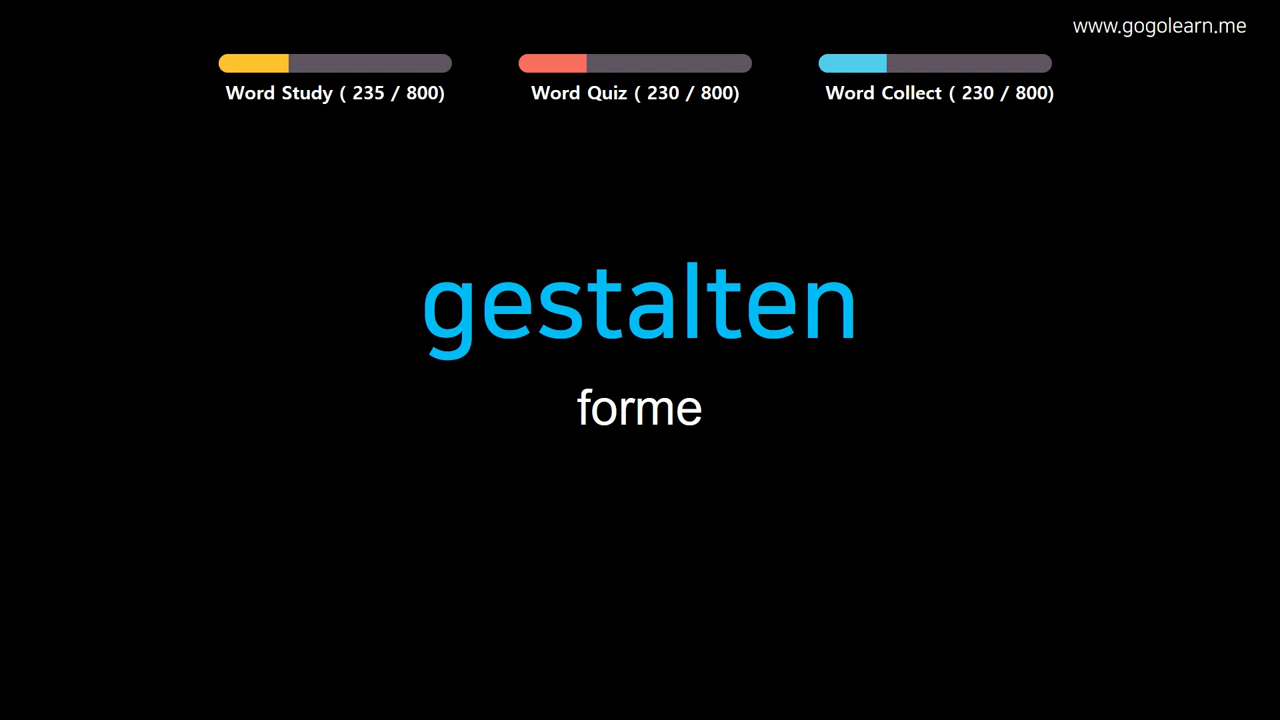 www.gogolearn.me
Word Study ( 235 / 800)
Word Quiz ( 230 / 800)
Word Collect ( 230 / 800)
gestalten
forme